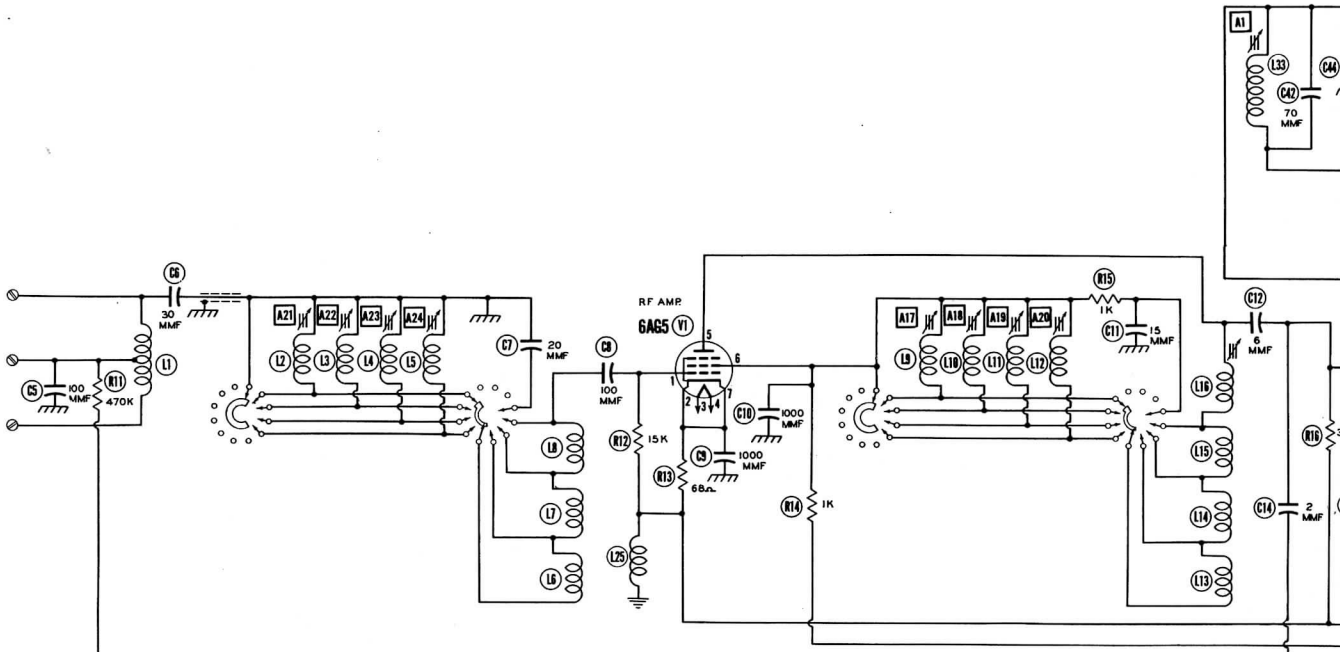 A1
L33
C44
C42
70
MMF
C6
30
MMF
A21
A22
A23
A24
L1
L2
L3
L4
L5
C5
100
MMF
R11
470K
C7
20
MMF
C8
100
MMF
L8
L7
L6
RF AMP.
6AG5 V1
5
6
1
7
2
3
4
R12
15K
R13
68Ω
C9
1000
MMF
C10
1000
MMF
L25
R14
1K
A17
A18
A19
A20
L9
L10
L11
L12
R15
1K
C11
15
MMF
C12
6
MMF
L16
L15
L14
L13
R16
C14
2
MMF